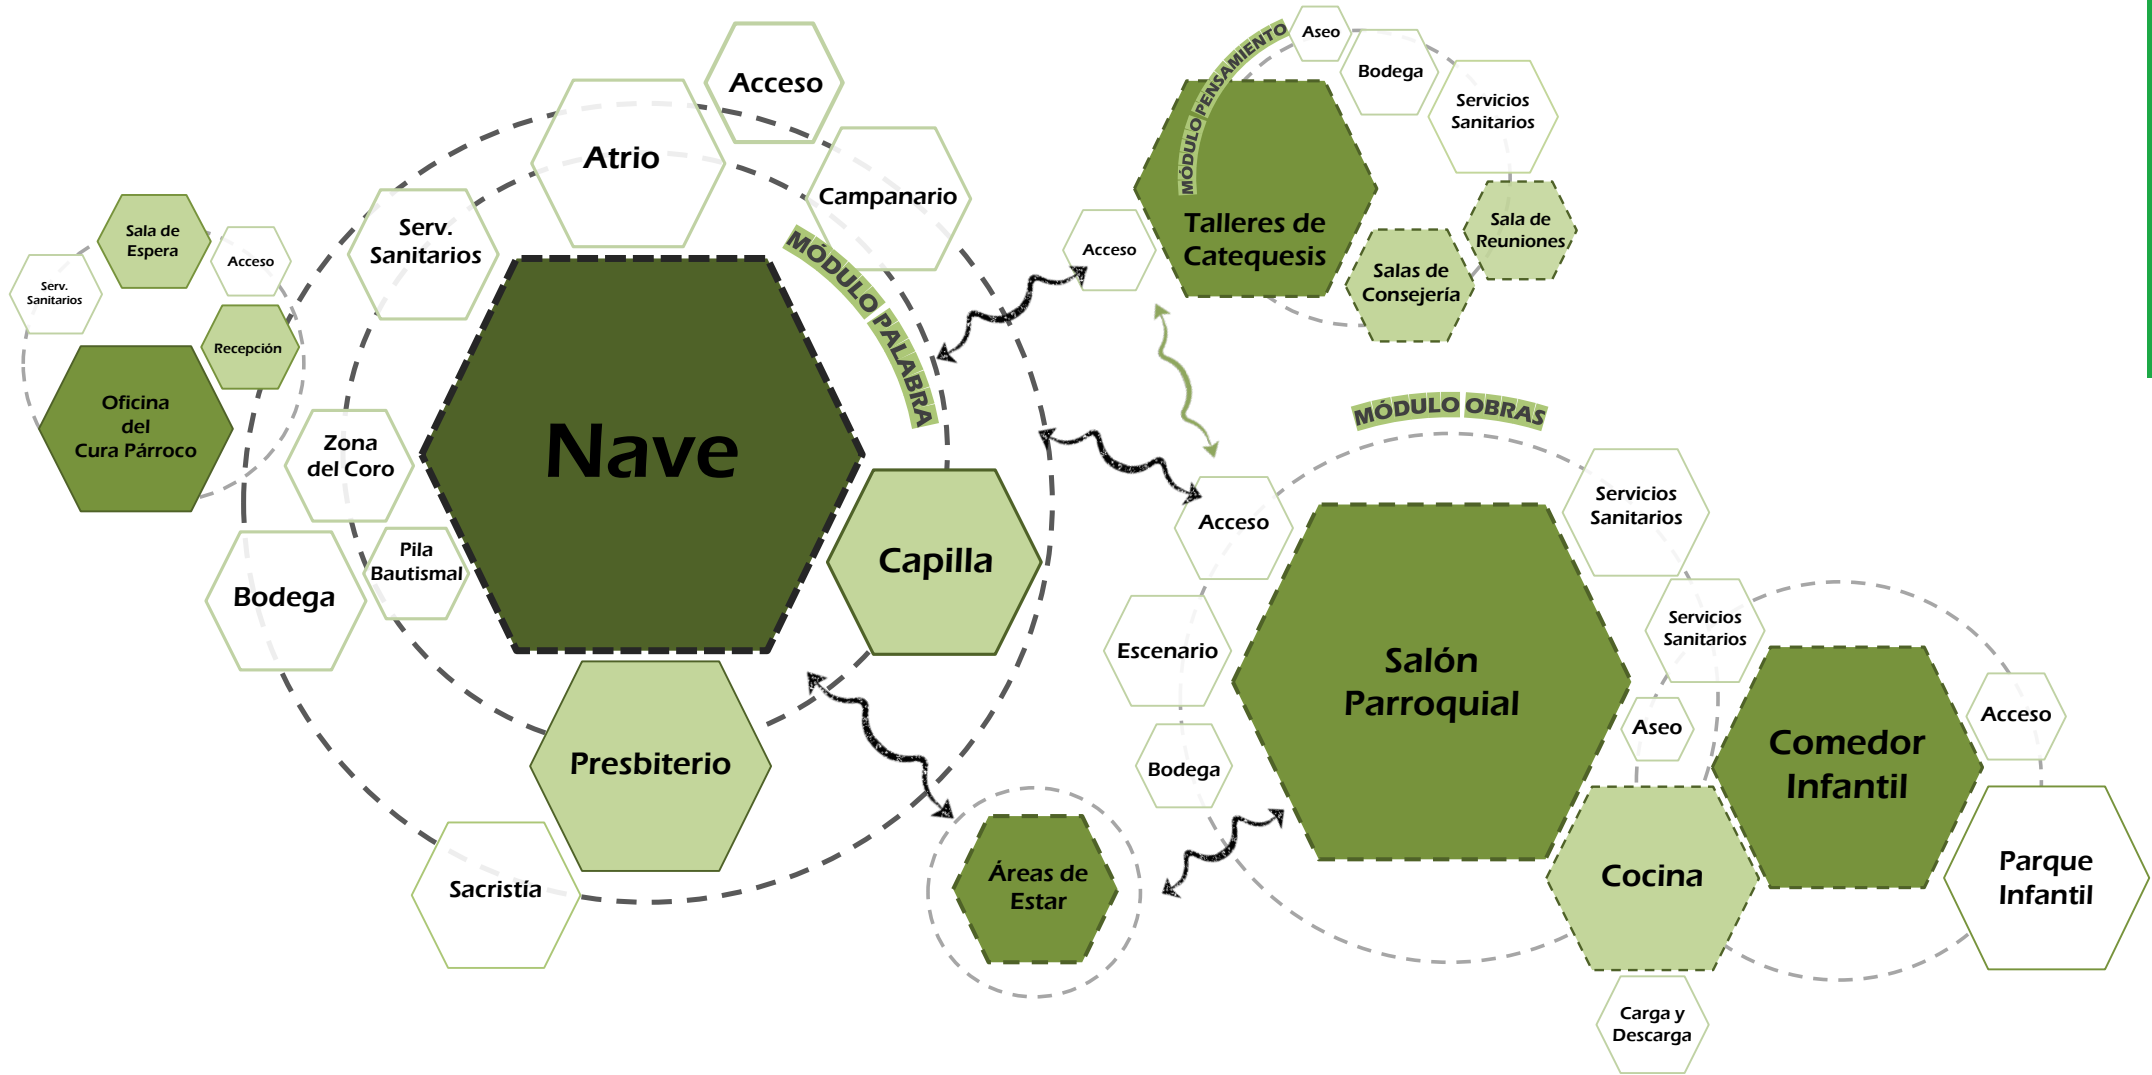 Acceso
Atrio
Campanario
Serv.
Sanitarios
MÓDULO PALABRA
Sala de
Espera
Acceso
Serv.
Sanitarios
Recepción
Oficina
del
Cura Párroco
Zona
del Coro
Nave
Pila
Bautismal
Bodega
Capilla
Presbiterio
Sacristía
Áreas de
Estar
MÓDULO PENSAMIENTO
Aseo
Bodega
Servicios
Sanitarios
Talleres de
Catequesis
Acceso
Sala de
Reuniones
Salas de
Consejería
MÓDULO OBRAS
Acceso
Servicios
Sanitarios
Escenario
Salón
Parroquial
Servicios
Sanitarios
Bodega
Aseo
Comedor
Infantil
Acceso
Cocina
Parque
Infantil
Carga y
Descarga